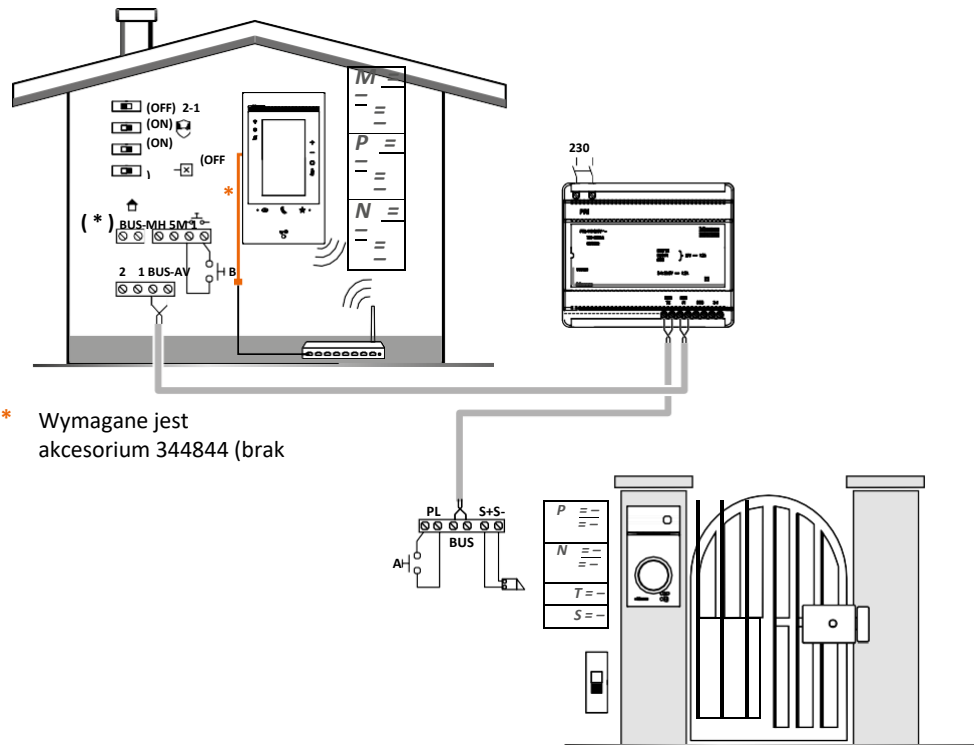 (OFF) 2-1
(ON)
(ON)
(OFF
)
*
( * )
BUS-MH 5M 1
B
2 1 BUS-AV
M =
–
=
–
P =
–
=
–
N =
–
=
–
230
* Wymagane jest
akcesorium 344844 (brak
PL S+S-
BUS
A
P = –
= –
N = –
= –
T = –
S = –